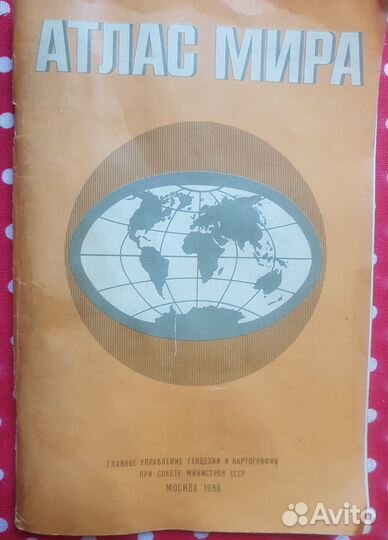 АТЛАС МИРА
ГЛАВНОЕ УПРАВЛЕНИЕ ГЕОДЕЗИИ И КАРТОГРАФИИ
ПРИ СОВЕТЕ МИНИСТРОВ СССР
МОСКВА 1988
Avito